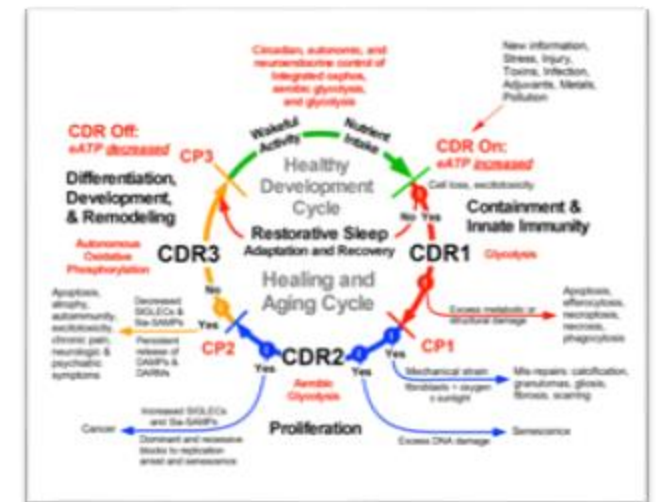 Circadian, autonomic, and
neuroendocrine control of
aerobic glycolysis,
and glycolysis
New information,
Stress, Injury,
Toxins, Infection,
Adjuvants, Metals,
Pollution
Wakeful
Activity
Nutrient
Intake
CDR Off:
eATP decreased
CP3
CDR On:
eATP increased
Cell loss, excitotoxicity
Healthy
Development
Cycle
Differentiation,
Development,
& Remodeling
No Yes
Containment &
Innate Immunity
Restorative Sleep
Adaptation and Recovery
Autonomous
Oxidative
Phosphorylation
CDR3
CDR1
Glycolysis
Healing and
Aging Cycle
Apoptosis,
atrophy,
autoimmunity,
excitotoxicity,
chronic pain,
neurologic &
psychiatric
symptoms
Decreased
SIGLECs &
Sia-SAMPs
Persistent
release of
DAMPs &
No
Yes
Excess metabolic or
structural damage
Apoptosis,
efferocytosis,
necroptosis,
necrosis,
phagocytosis
CP2
CDR2
CP1
Yes
Yes
Yes
Aerobic
Glycolysis
Mechanical strain
fibroblasts + oxygen
± sunlight
Mis-repairs: calcification,
granulomas, gliosis,
fibrosis, scarring
Cancer
Increased SIGLECs
and Sia-SAMPs
Dominant and recessive
blocks to replication
arrest and senescence
Proliferation
Excess DNA damage
Senescence